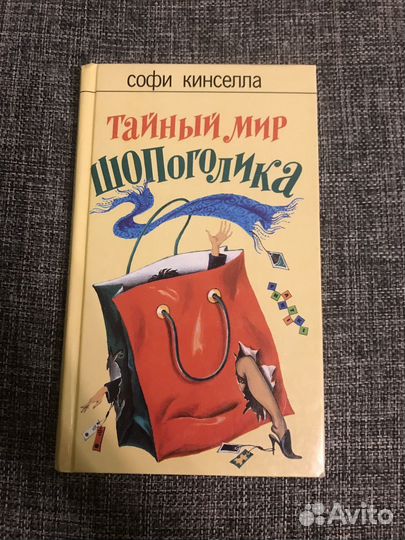 софи кинселла
Тайный мир
шопоголика
Avito